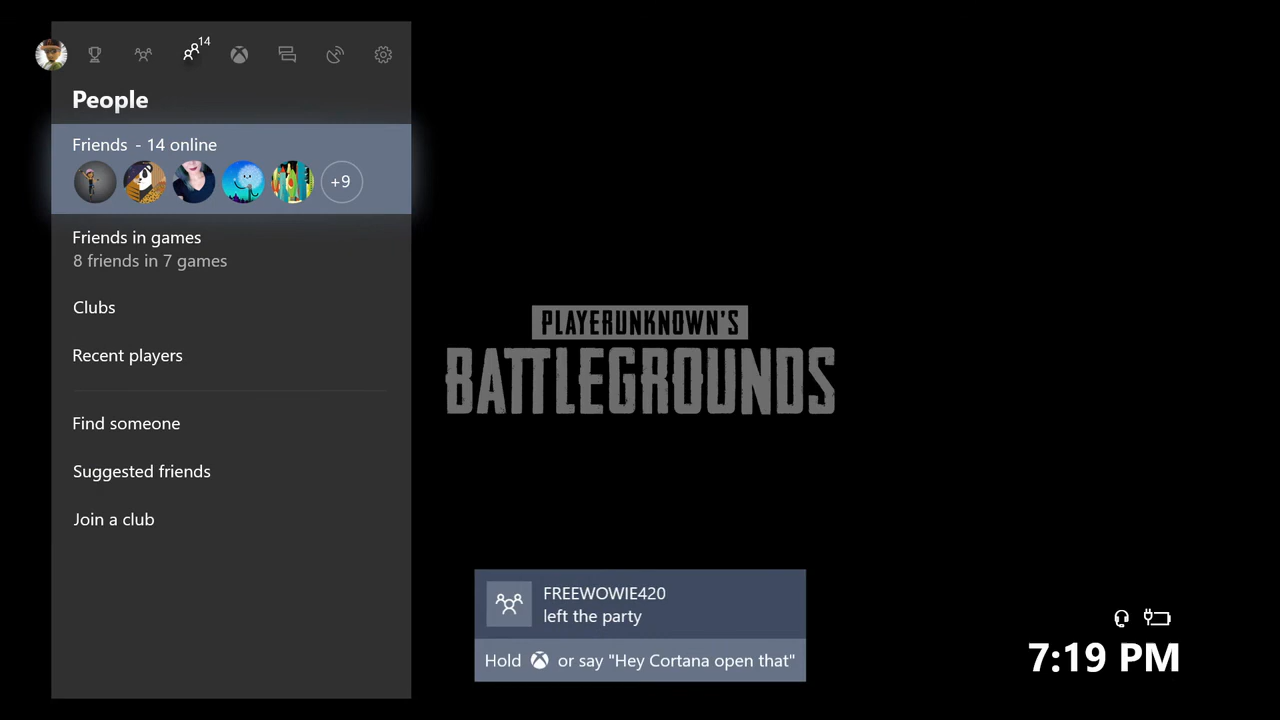 14
People
Friends - 14 online
+9
Friends in games
8 friends in 7 games
Clubs
Recent players
Find someone
Suggested friends
Join a club
PLAYERUNKNOWN'S
BATTLEGROUNDS
FREEWOWIE420
left the party
Hold or say "Hey Cortana open that"
7:19 PM